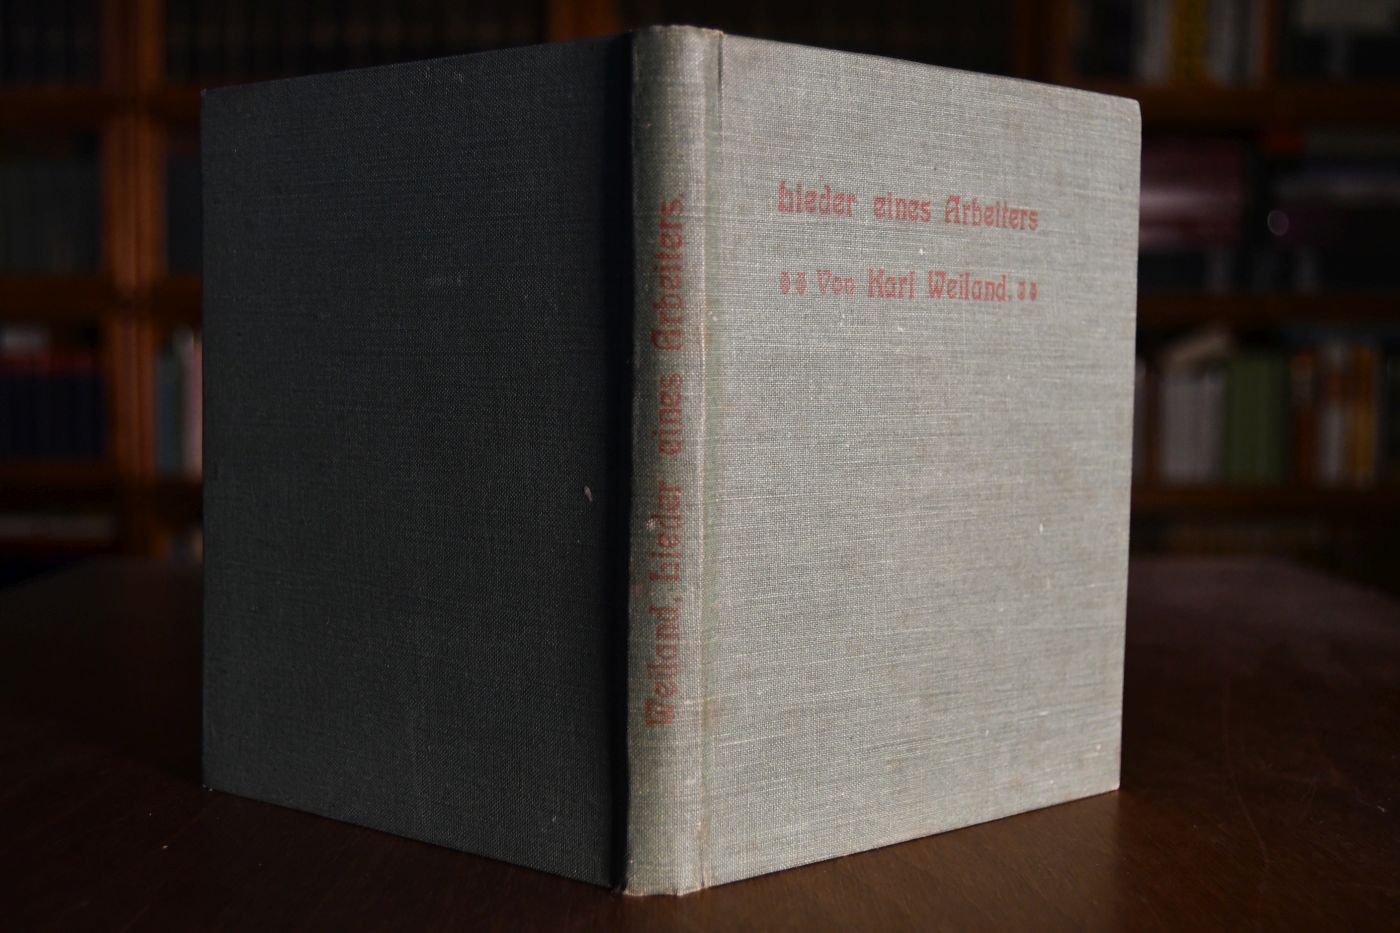 Weiland, Lieder eines Arbeiters.
Lieder eines Arbeiters
Von Karl Weiland.